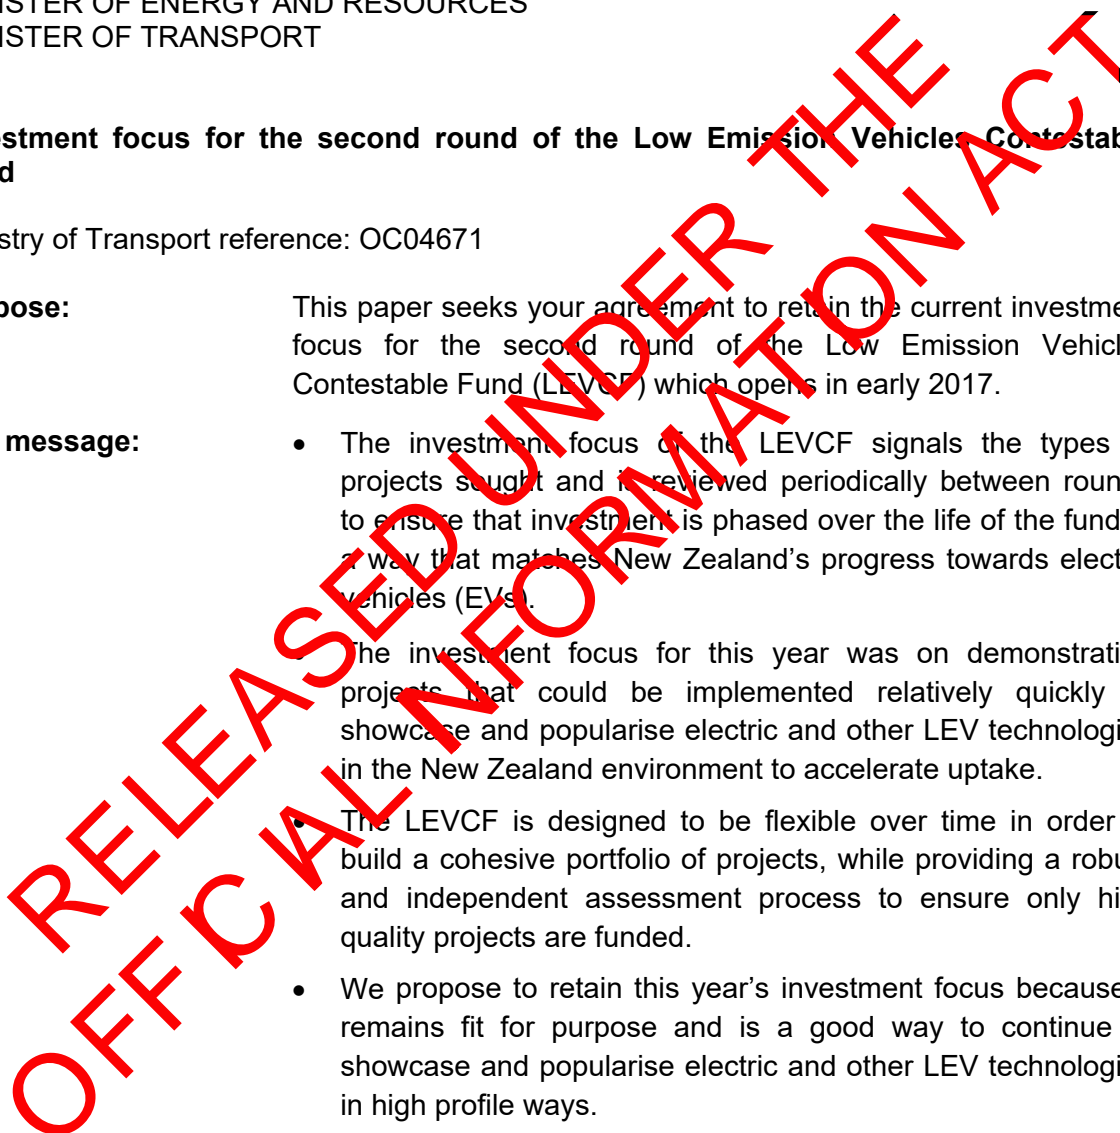 NISTER OF ENERGY AND RESOURCES
NISTER OF TRANSPORT
estment focus for the second round of the Low Emission Vehicles Contestab
d
stry of Transport reference: OC04671
pose:
This paper seeks your agreement to retain the current investme
focus for the second round of the Low Emission Vehicl
Contestable Fund (LEVCF) which opens in early 2017.
message:
• The investment focus of the LEVCF signals the types
projects sought and is reviewed periodically between roun
to ensure that investment is phased over the life of the fund
a way that matches New Zealand's progress towards elect
vehicles (EVs).
• The investment focus for this year was on demonstrati
projects that could be implemented relatively quickly
showcase and popularise electric and other LEV technologi
in the New Zealand environment to accelerate uptake.
• The LEVCF is designed to be flexible over time in order
build a cohesive portfolio of projects, while providing a robu
and independent assessment process to ensure only hi
quality projects are funded.
• We propose to retain this year's investment focus because
remains fit for purpose and is a good way to continue
showcase and popularise electric and other LEV technologi
in high profile ways.
RELEASED UNDER THE
OFFICIAL INFORMATION ACT